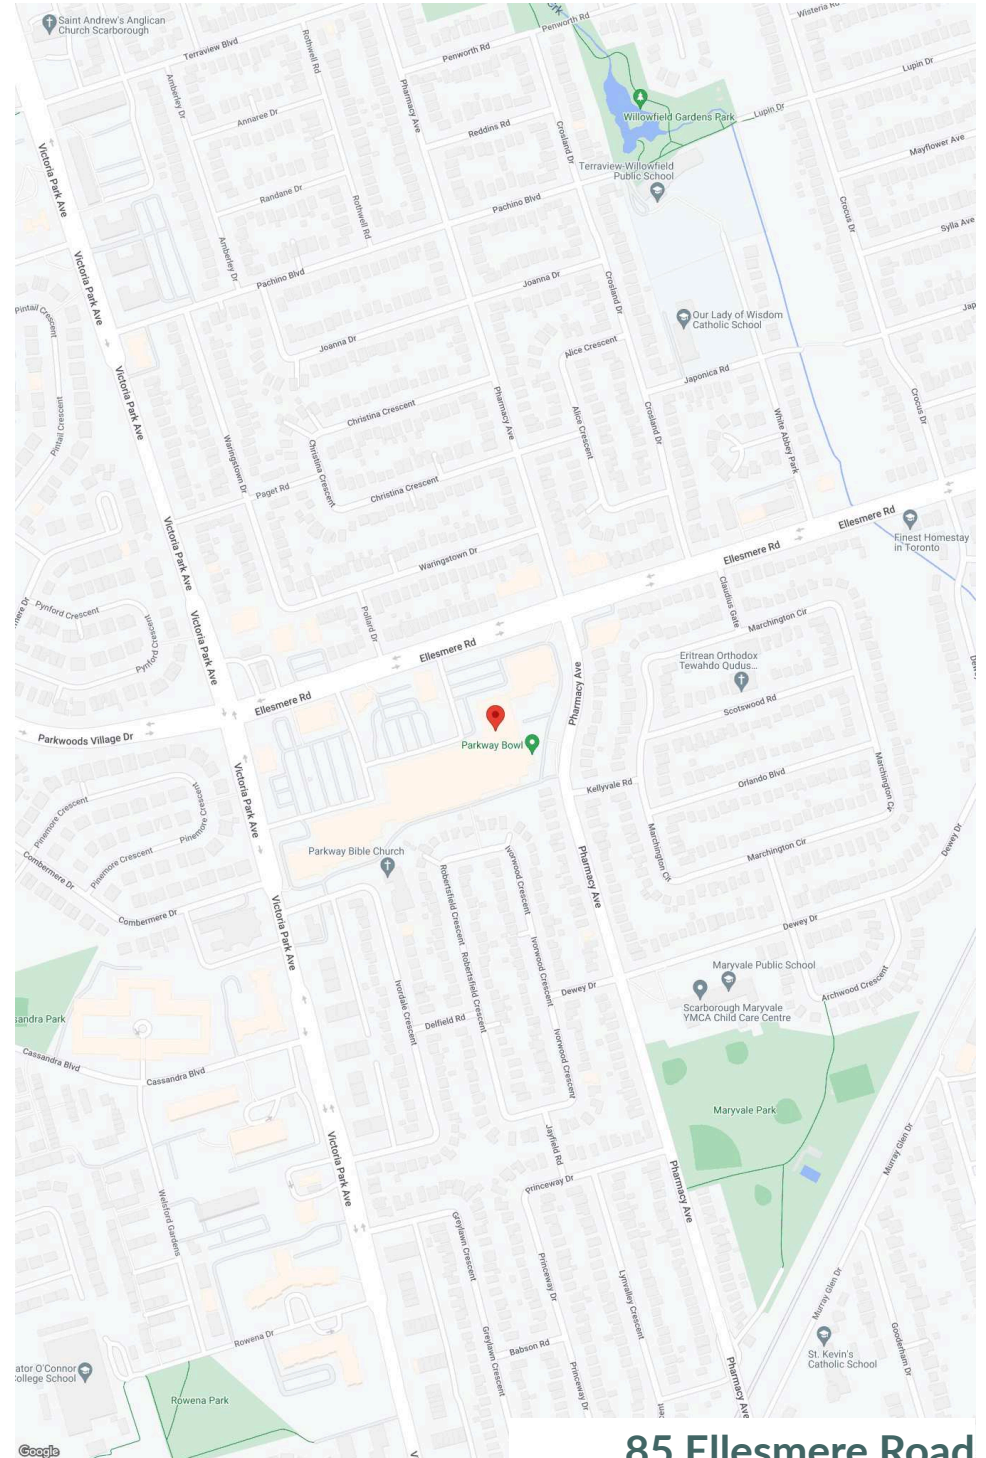 Saint Andrew's Anglican
Church Scarborough
Terraview Blvd
Rothwell Rd
Penworth Rd
Penworth Rd
Lupin Dr
Amberley Dr
Annaree Dr
Pharmacy Ave
Reddins Rd
Crosland Dr
Willowfield Gardens Park
Lupin Dr
Mayflower Ave
Victoria Park Ave
Terraview-Willowfield
Public School
Randane Dr
Rothwell Rd
Pachino Blvd
Crocus Dr
Sylla Ave
Amberley Dr
Victoria Park Ave
Pachino Blvd
Joanna Dr
Crosland Dr
Pintail Crescent
Our Lady of Wisdom
Catholic School
Jap
Joanna Dr
Alice Crescent
Japonica Rd
Victoria Park Ave
Pintail Crescent
Christina Crescent
Pharmacy Ave
Alice Crescent
Crosland Dr
White Abbey Park
Crocus Dr
Waringstown Dr
Christina Crescent
Paget Rd
Christina Crescent
Ellesmere Rd
Finest Homestay
in Toronto
Victoria Park Ave
Waringstown Dr
Ellesmere Rd
mere Dr
Pynford Crescent
Pynford Crescent
Victoria Park Ave
Pollard Dr
Claudius Gate
Marchington Cir
Ellesmere Rd
Eritrean Orthodox
Tewahdo Qudus...
Pharmacy Ave
Scotswood Rd
Ellesmere Rd
Parkwoods Village Dr
Parkway Bowl
Victoria Park Ave
Kellyvale Rd
Orlando Blvd
Marchington Cir
Pinemore Crescent
Pinemore Crescent
Pinemore Crescent
Combermere Dr
Parkway Bible Church
Ivorwood Crescent
Pharmacy Ave
Marchington Cir
Marchington Cir
Dewey Dr
Combermere Dr
Victoria Park Ave
Robertsfield Crescent
Dewey Dr
Ivorwood Crescent
Robertsfield Crescent
Maryvale Public School
Scarborough Maryvale
YMCA Child Care Centre
Archwood Crescent
Dewey Dr
Ivordale Crescent
Delfield Rd
sandra Park
Cassandra Blvd
Cassandra Blvd
Ivorwood Crescent
Maryvale Park
Victoria Park Ave
Jayfield Rd
Murray Glen Dr
Princeway Dr
Pharmacy Ave
Welsford Gardens
Greylawn Crescent
Princeway Dr
Lynvalley Crescent
Murray Glen Dr
Rowena Dr
Greylawn Crescent
Babson Rd
Princeway Dr
Gooderham Dr
St. Kevin's
Catholic School
ator O'Connor
College School
Pharmacy Ave
Rowena Park
Google
85 Ellesmere Road